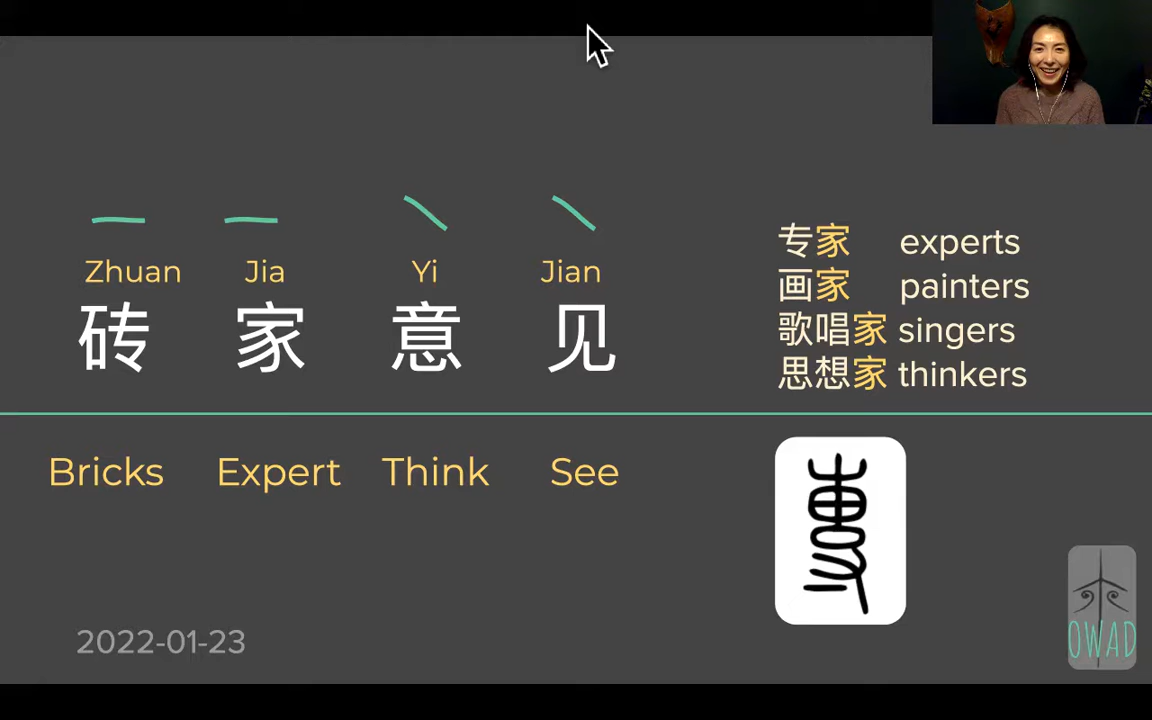 Zhuan Jia Yi Jian
砖 家 意 见
Bricks Expert Think See
专家 experts
画家 painters
歌唱家 singers
思想家 thinkers
專
2022-01-23
OWAD